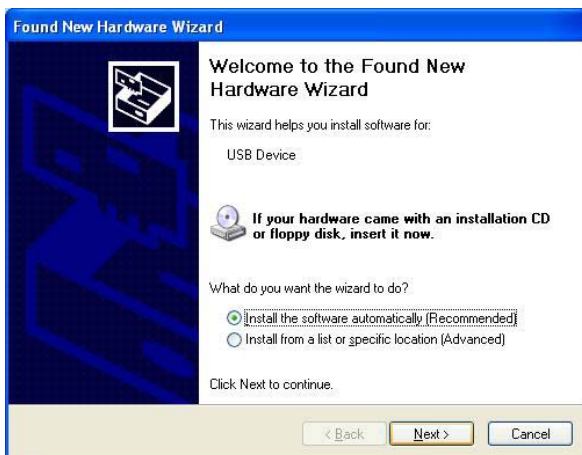 Found New Hardware Wizard
Welcome to the Found New
Hardware Wizard
This wizard helps you install software for:
USB Device
If your hardware came with an installation CD
or floppy disk, insert it now.
What do you want the wizard to do?
Install the software automatically (Recommended)
Install from a list or specific location (Advanced)
Click Next to continue.
< Back
Next >
Cancel